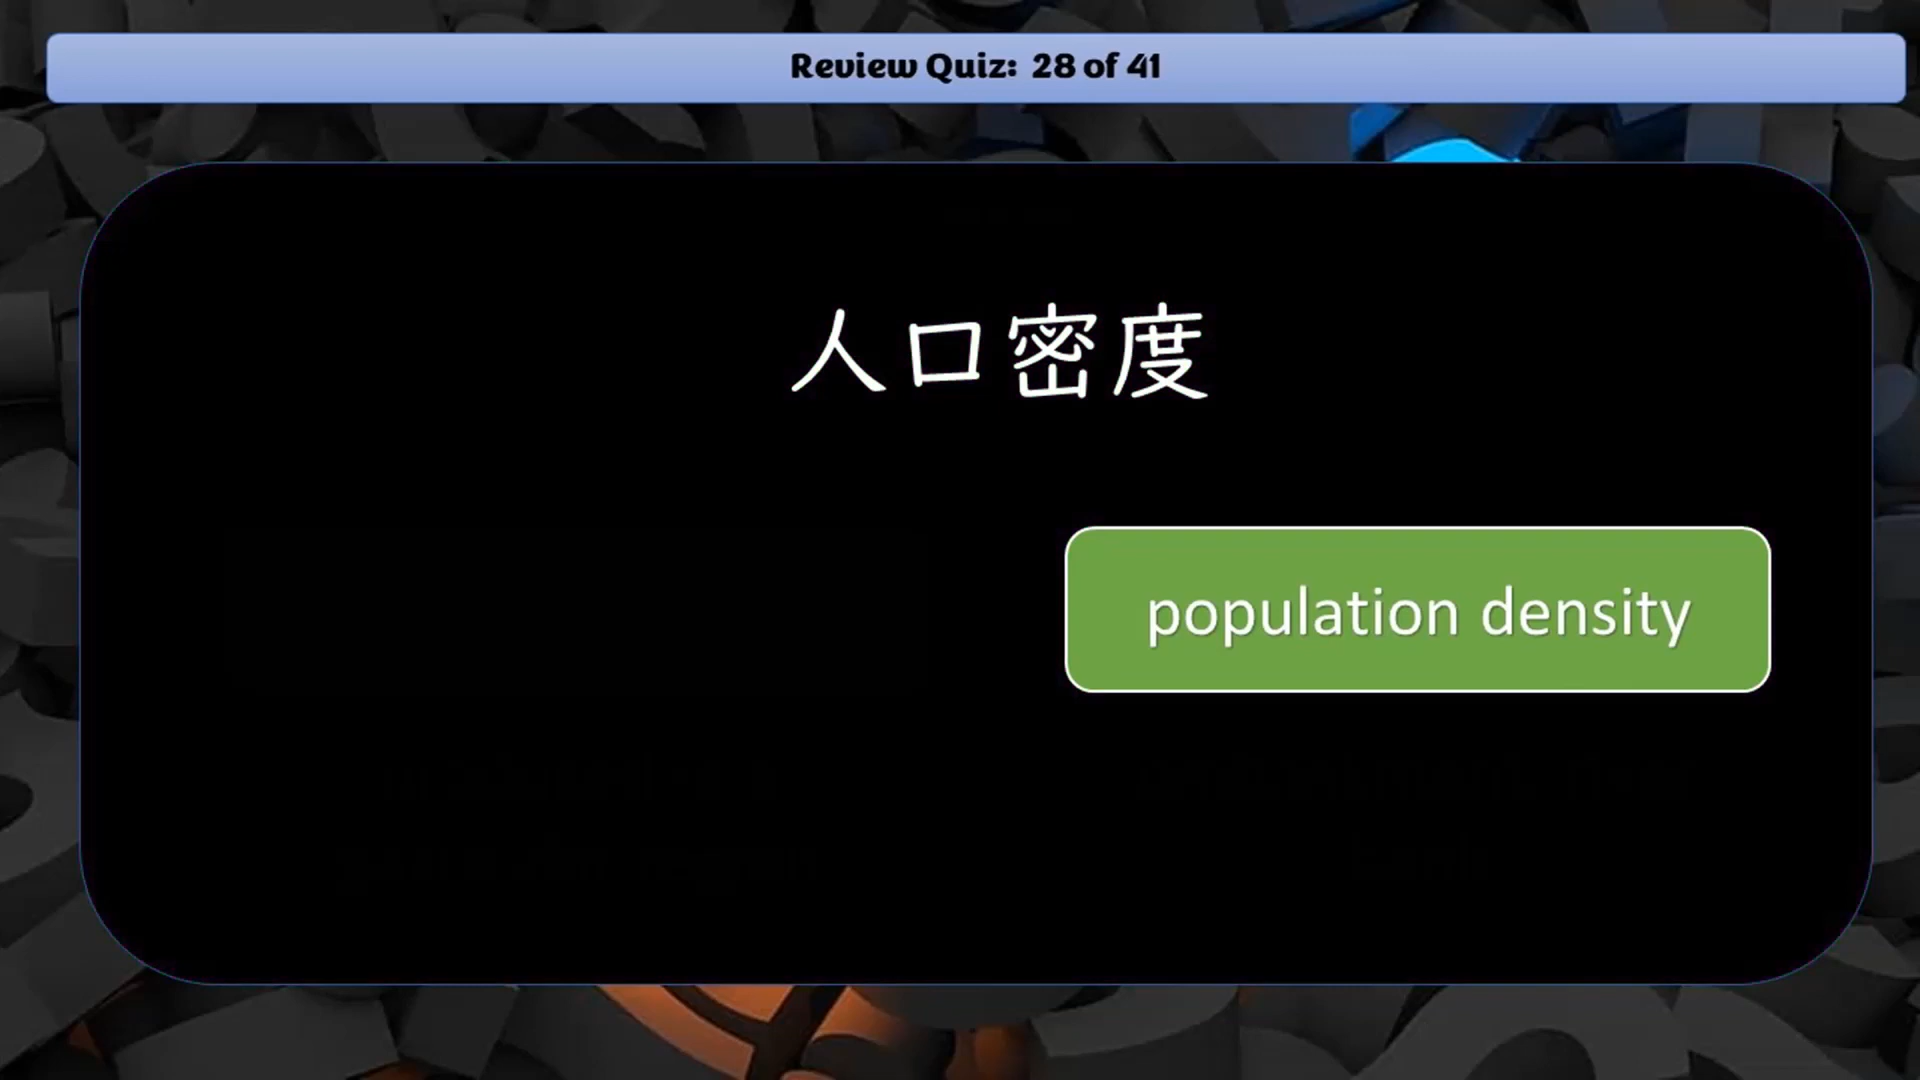 Review Quiz: 28 of 41
人口密度
population density